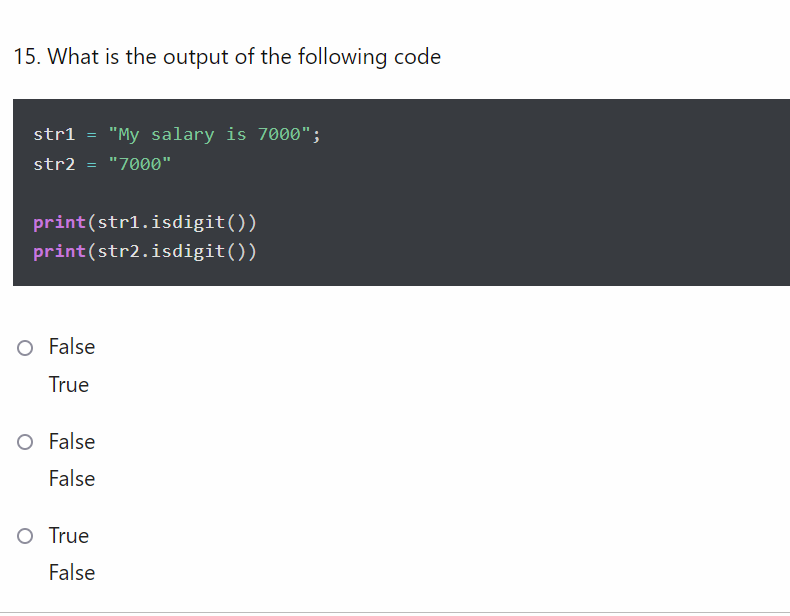 15. What is the output of the following code
str1 = "My salary is 7000";
str2 = "7000"
print(str1.isdigit())
print(str2.isdigit())
False
True
False
False
True
False